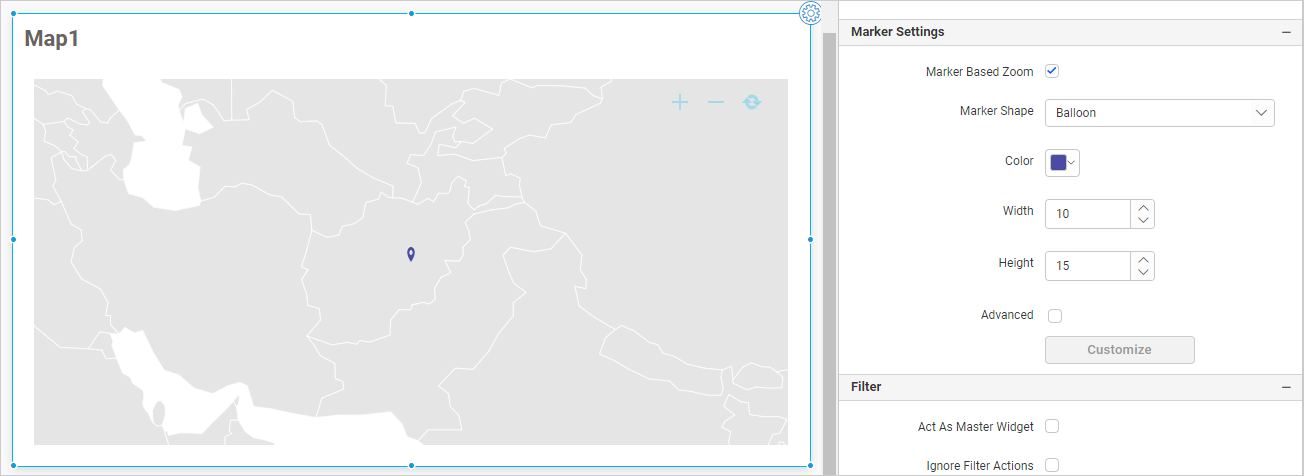 Map1
Marker Settings
Marker Based Zoom
Marker Shape
Balloon
Color
Width
10
Height
15
Advanced
Customize
Filter
Act As Master Widget
Ignore Filter Actions